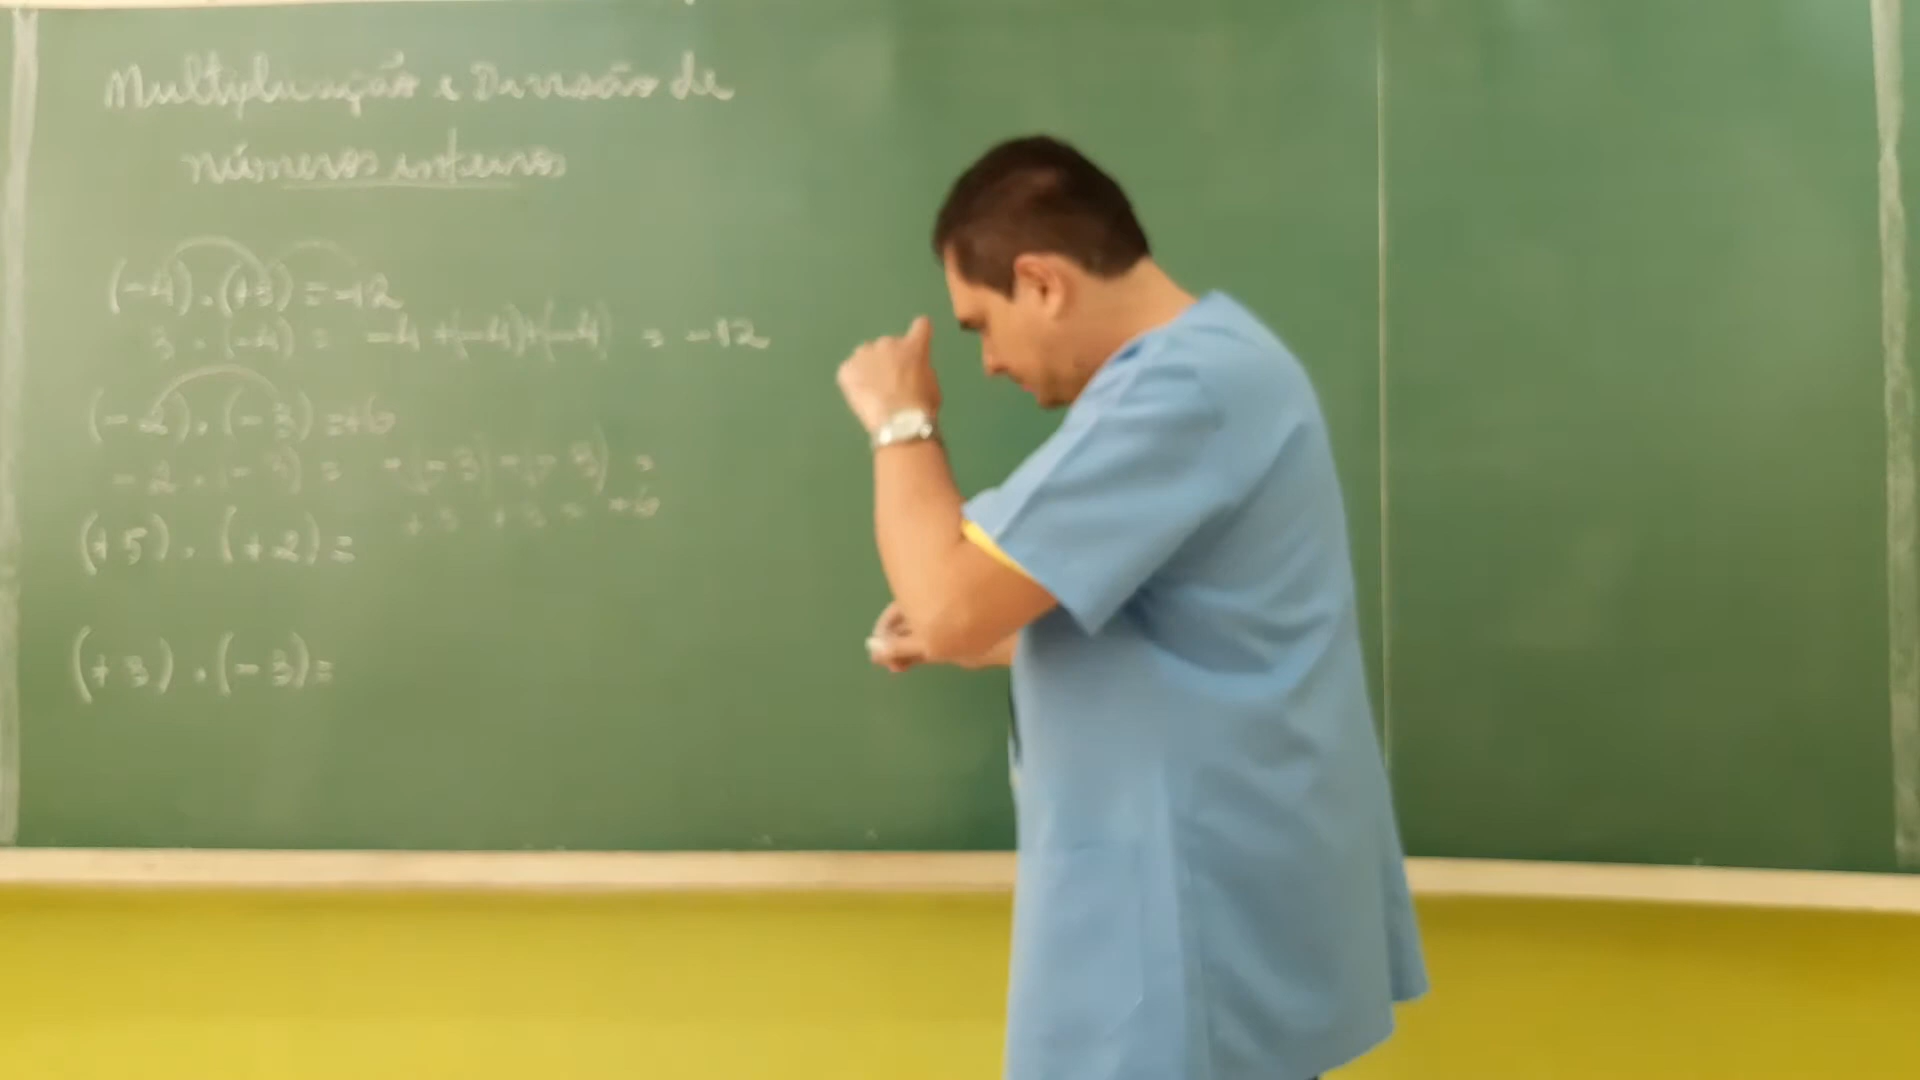 Multiplicação e Divisão de
números inteiros
(-4).(+3) = -12
3 . (-4) = -4 +(-4)+(-4) = -12
(-2).(-3) = +6
-2 . (-3) = -(-3)-(-3) =
+3 +3 = +6
(+5) . (+2) =
(+3) . (-3) =